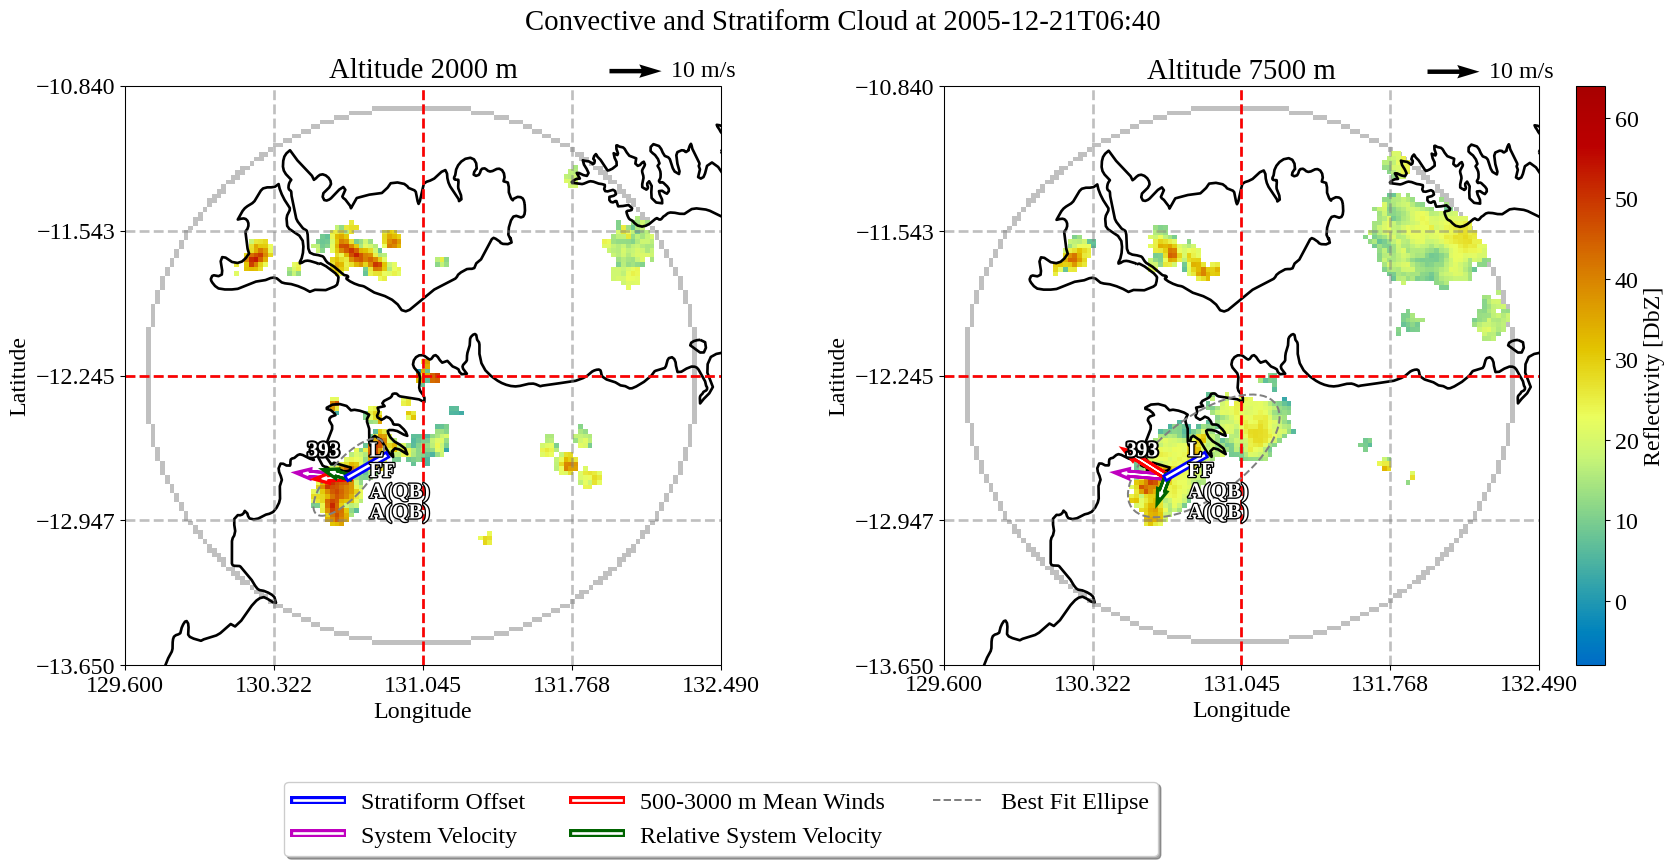 Convective and Stratiform Cloud at 2005-12-21T06:40
Altitude 2000 m
10 m/s
−10.840
−11.543
−12.245
−12.947
−13.650
129.600
130.322
131.045
131.768
132.490
Longitude
Latitude
393
L
FF
A(QB)
A(QB)
Altitude 7500 m
10 m/s
−10.840
−11.543
−12.245
−12.947
−13.650
129.600
130.322
131.045
131.768
132.490
Longitude
Latitude
393
L
FF
A(QB)
A(QB)
60
50
40
30
20
10
0
Reflectivity [DbZ]
Stratiform Offset
System Velocity
500-3000 m Mean Winds
Relative System Velocity
Best Fit Ellipse